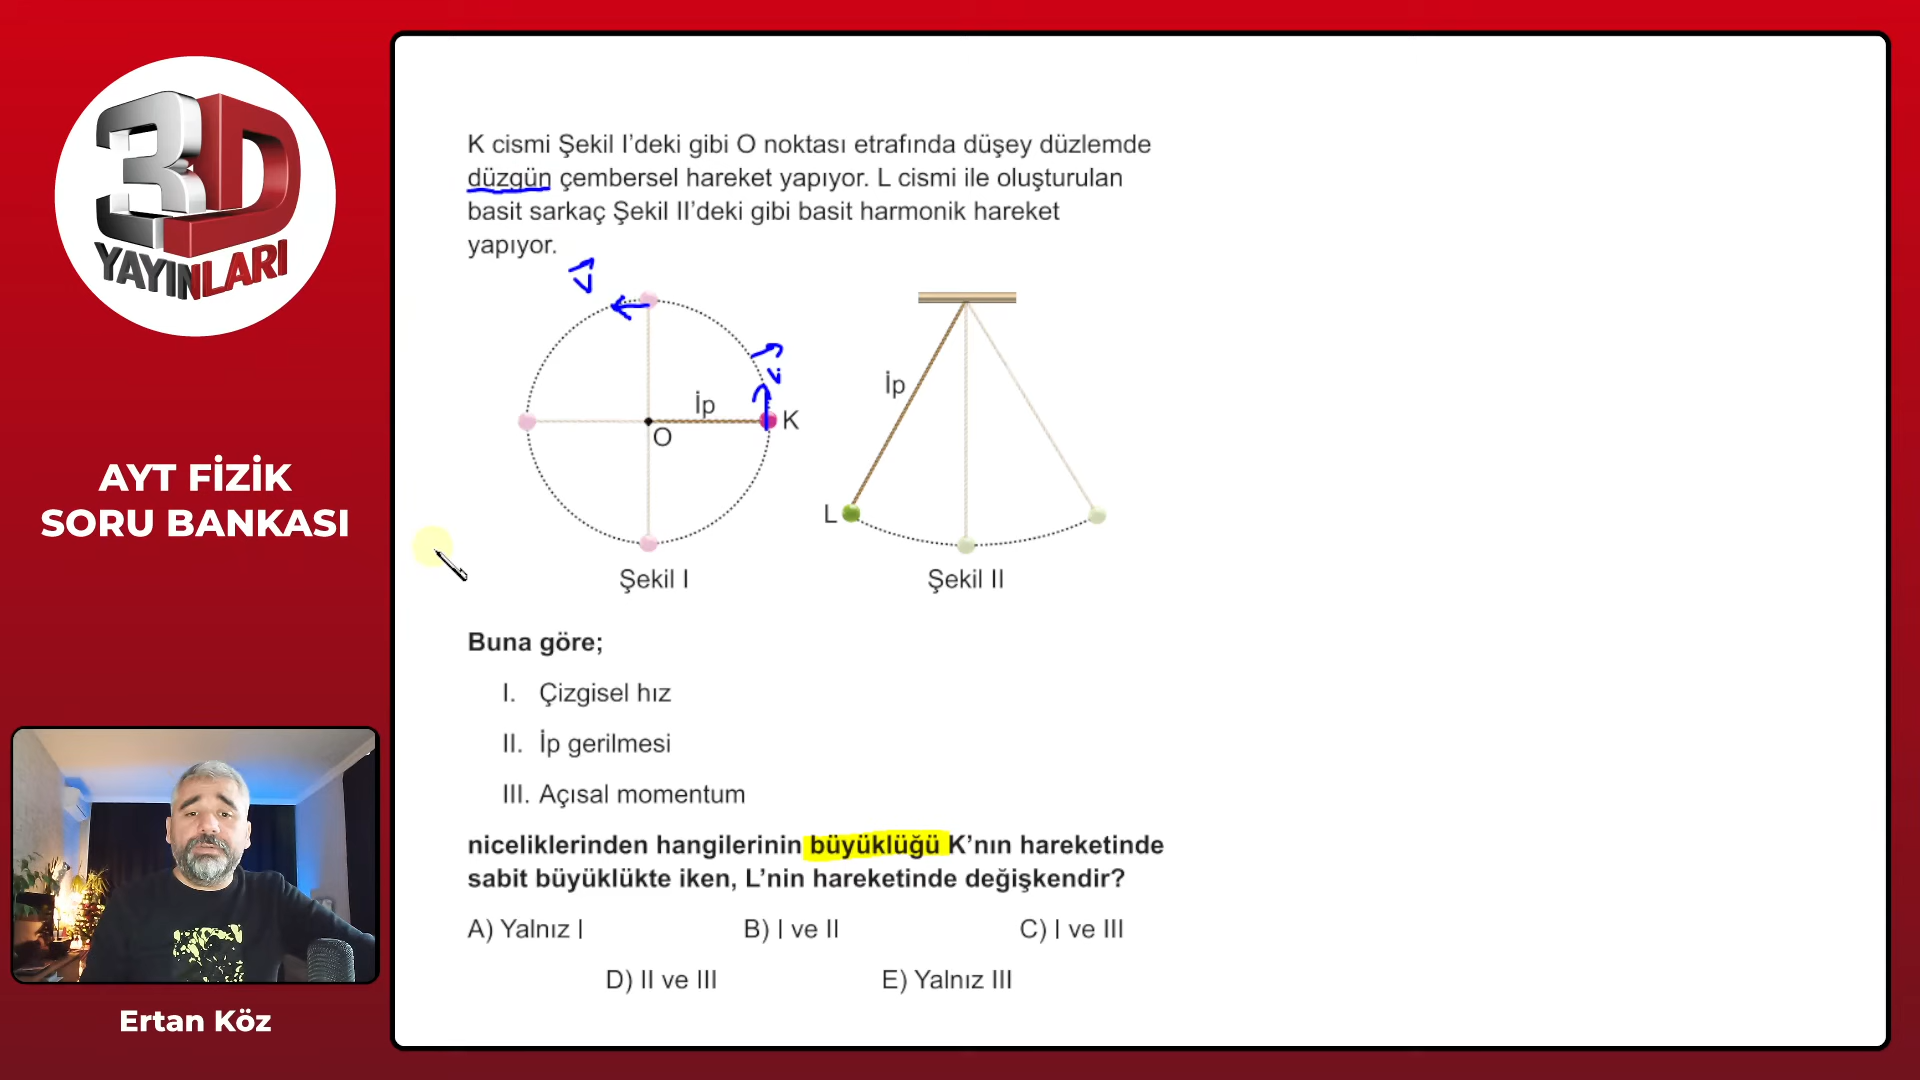 3D
YAYINLARI
AYT FİZİK
SORU BANKASI
Ertan Köz
K cismi Şekil I’deki gibi O noktası etrafında düşey düzlemde
düzgün çembersel hareket yapıyor. L cismi ile oluşturulan
basit sarkaç Şekil II’deki gibi basit harmonik hareket
yapıyor.
V
V
İp
K
O
Şekil I
İp
L
Şekil II
Buna göre;
I. Çizgisel hız
II. İp gerilmesi
III. Açısal momentum
niceliklerinden hangilerinin büyüklüğü K’nın hareketinde
sabit büyüklükte iken, L’nin hareketinde değişkendir?
A) Yalnız I B) I ve II C) I ve III
D) II ve III E) Yalnız III